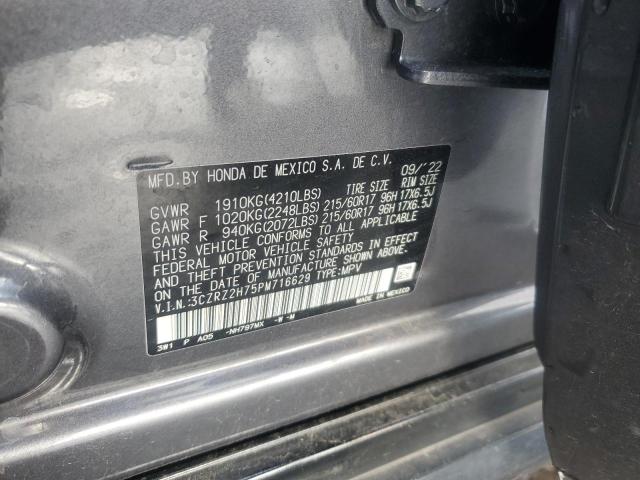 MFD.BY HONDA DE MEXICO S.A. DE C.V.
09/'22
TIRE SIZE RIM SIZE
GVWR 1910KG(4210LBS)
GAWR F 1020KG(2248LBS) 215/60R17 96H 17X6.5J
GAWR R 940KG(2072LBS) 215/60R17 96H 17X6.5J
THIS VEHICLE CONFORMS TO ALL APPLICABLE
FEDERAL MOTOR VEHICLE SAFETY
AND THEFT PREVENTION STANDARDS IN EFFECT
ON THE DATE OF MANUFACTURE SHOWN ABOVE.
V.I.N.:3CZRZ2H75PM716629 TYPE:MPV
3W1 P A05 -NH797MX -W -M
MADE IN MEXICO